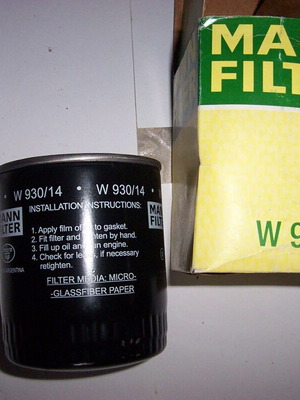 MANN
FILTER
W 9
• W 930/14 • W 930/14 •
INSTALLATION INSTRUCTIONS:
1. Apply film of oil to gasket.
2. Fit filter and tighten by hand.
3. Fill up oil and run engine.
4. Check for leaks, if necessary
retighten.
FILTER MEDIA: MICRO-
-GLASSFIBER PAPER
MANN
FILTER
ARGENTINA
MAN
FILT